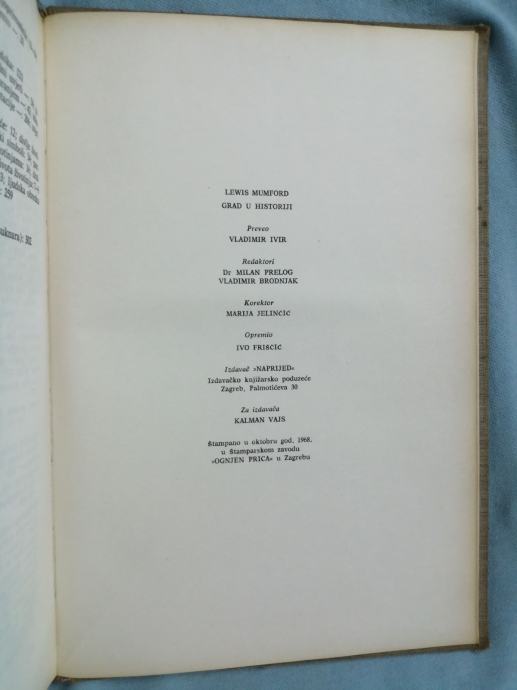 LEWIS MUMFORD
GRAD U HISTORIJI
Preveo
VLADIMIR IVIR
Redaktori
Dr MILAN PRELOG
VLADIMIR BRODNJAK
Korektor
MARIJA JELINČIĆ
Opremio
IVO FRIŠČIĆ
Izdavač »NAPRIJED«
Izdavačko knjižarsko poduzeće
Zagreb, Palmotićeva 30
Za izdavača
KALMAN VAJS
Štampano u oktobru god. 1968.
u Štamparskom zavodu
»OGNJEN PRICA« u Zagrebu